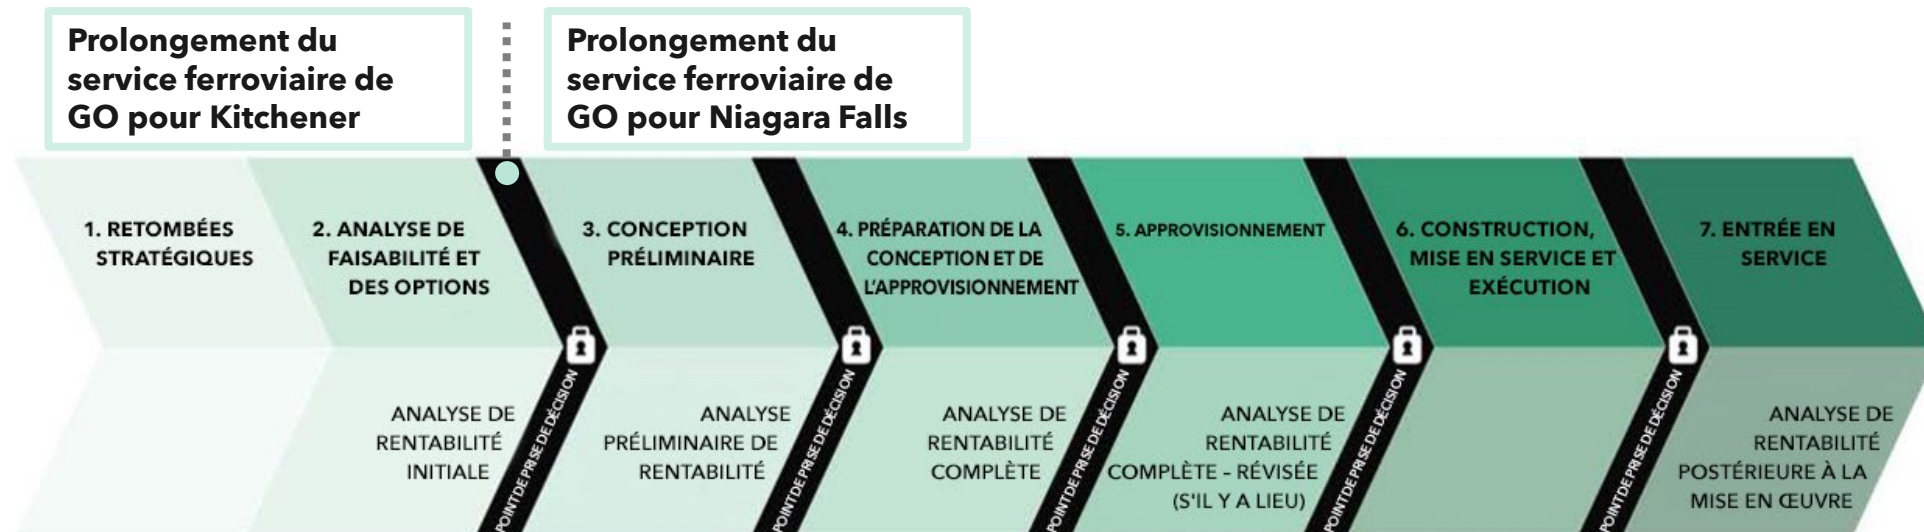 Prolongement du
service ferroviaire de
GO pour Kitchener
Prolongement du
service ferroviaire de
GO pour Niagara Falls
1. RETOMBÉES
STRATÉGIQUES
2. ANALYSE DE
FAISABILITÉ ET
DES OPTIONS
3. CONCEPTION
PRÉLIMINAIRE
4. PRÉPARATION DE LA
CONCEPTION ET DE
L'APPROVISIONNEMENT
5. APPROVISIONNEMENT
6. CONSTRUCTION,
MISE EN SERVICE ET
EXÉCUTION
7. ENTRÉE EN
SERVICE
ANALYSE DE
RENTABILITÉ
INITIALE
POINT DE PRISE DE DÉCISION
ANALYSE
PRÉLIMINAIRE DE
RENTABILITÉ
POINT DE PRISE DE DÉCISION
ANALYSE DE
RENTABILITÉ
COMPLÈTE
POINT DE PRISE DE DÉCISION
ANALYSE DE
RENTABILITÉ
COMPLÈTE - RÉVISÉE
(S'IL Y A LIEU)
POINT DE PRISE DE DÉCISION
POINT DE PRISE DE DÉCISION
ANALYSE DE
RENTABILITÉ
POSTÉRIEURE À LA
MISE EN ŒUVRE